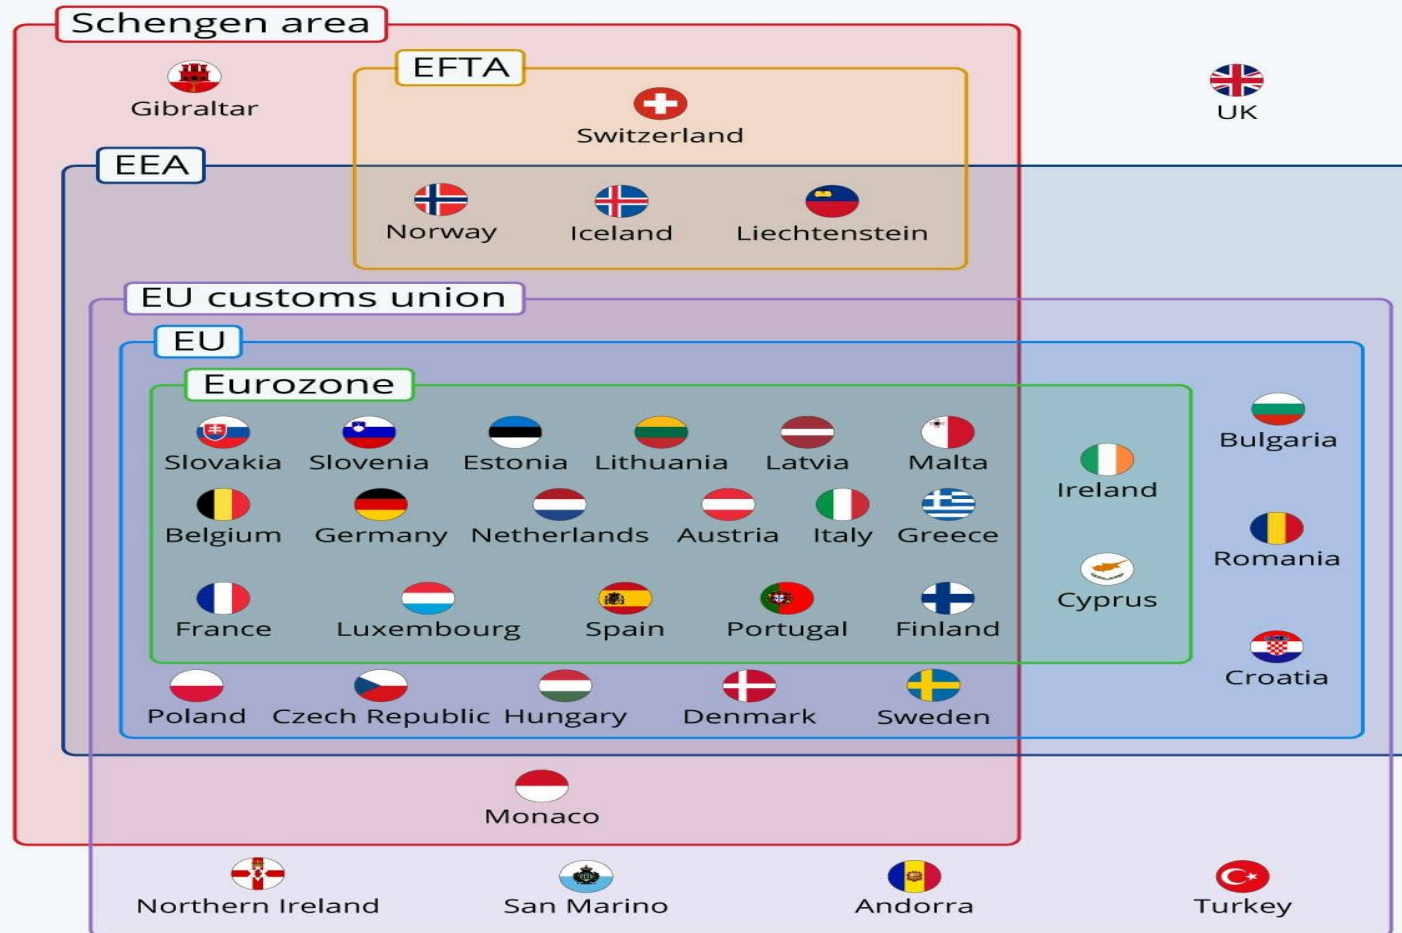 Schengen area
EFTA
Gibraltar
Switzerland
UK
EEA
Norway Iceland Liechtenstein
EU customs union
EU
Eurozone
Slovakia Slovenia Estonia Lithuania Latvia Malta
Bulgaria
Ireland
Belgium Germany Netherlands Austria Italy Greece
Romania
Cyprus
France Luxembourg Spain Portugal Finland
Croatia
Poland Czech Republic Hungary Denmark Sweden
Monaco
Northern Ireland San Marino Andorra Turkey